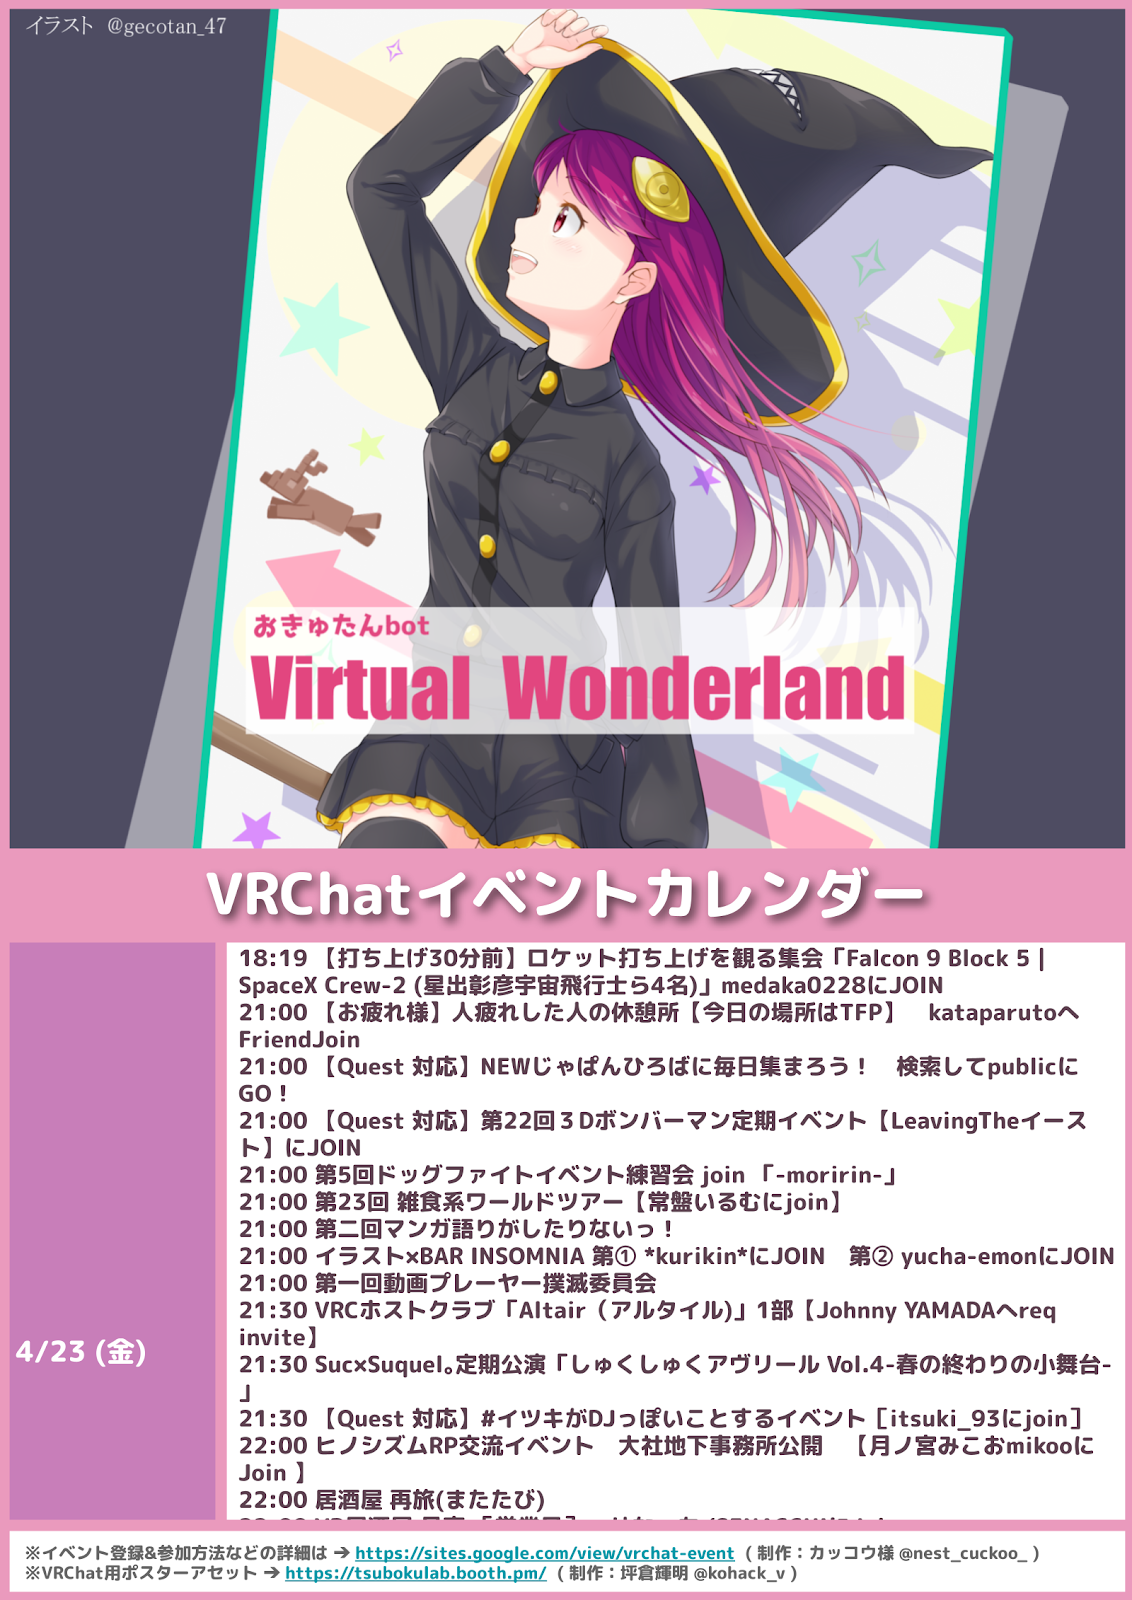 イラスト @gecotan_47
おきゅたんbot
Virtual Wonderland
VRChatイベントカレンダー
18:19 【打ち上げ30分前】ロケット打ち上げを観る集会「Falcon 9 Block 5 |
SpaceX Crew-2 (星出彰彦宇宙飛行士ら4名)」medaka0228にJOIN
21:00 【お疲れ様】人疲れした人の休憩所【今日の場所はTFP】　kataparutoへ
FriendJoin
21:00 【Quest 対応】NEWじゃぱんひろばに毎日集まろう！　検索してpublicに
GO！
21:00 【Quest 対応】第22回３Dボンバーマン定期イベント【LeavingTheイース
ト】にJOIN
21:00 第5回ドッグファイトイベント練習会 join 「-moririn-」
21:00 第23回 雑食系ワールドツアー【常盤いるむにjoin】
21:00 第二回マンガ語りがしたりないっ！
21:00 イラスト×BAR INSOMNIA 第① *kurikin*にJOIN　第② yucha-emonにJOIN
21:00 第一回動画プレーヤー撲滅委員会
21:30 VRCホストクラブ「Altair（アルタイル)」1部【Johnny YAMADAへreq
invite】
4/23 (金)
21:30 Suc×Suquel｡定期公演「しゅくしゅくアヴリール Vol.4-春の終わりの小舞台-
」
21:30 【Quest 対応】#イツキがDJっぽいことするイベント［itsuki_93にjoin］
22:00 ヒノシズムRP交流イベント　大社地下事務所公開　【月ノ宮みこおmikooに
Join 】
22:00 居酒屋 再旅(またたび)
※イベント登録&参加方法などの詳細は ➔ https://sites.google.com/view/vrchat-event （ 制作：カッコウ様 @nest_cuckoo_ ）
※VRChat用ポスターアセット ➔ https://tsubokulab.booth.pm/ （ 制作：坪倉輝明 @kohack_v ）